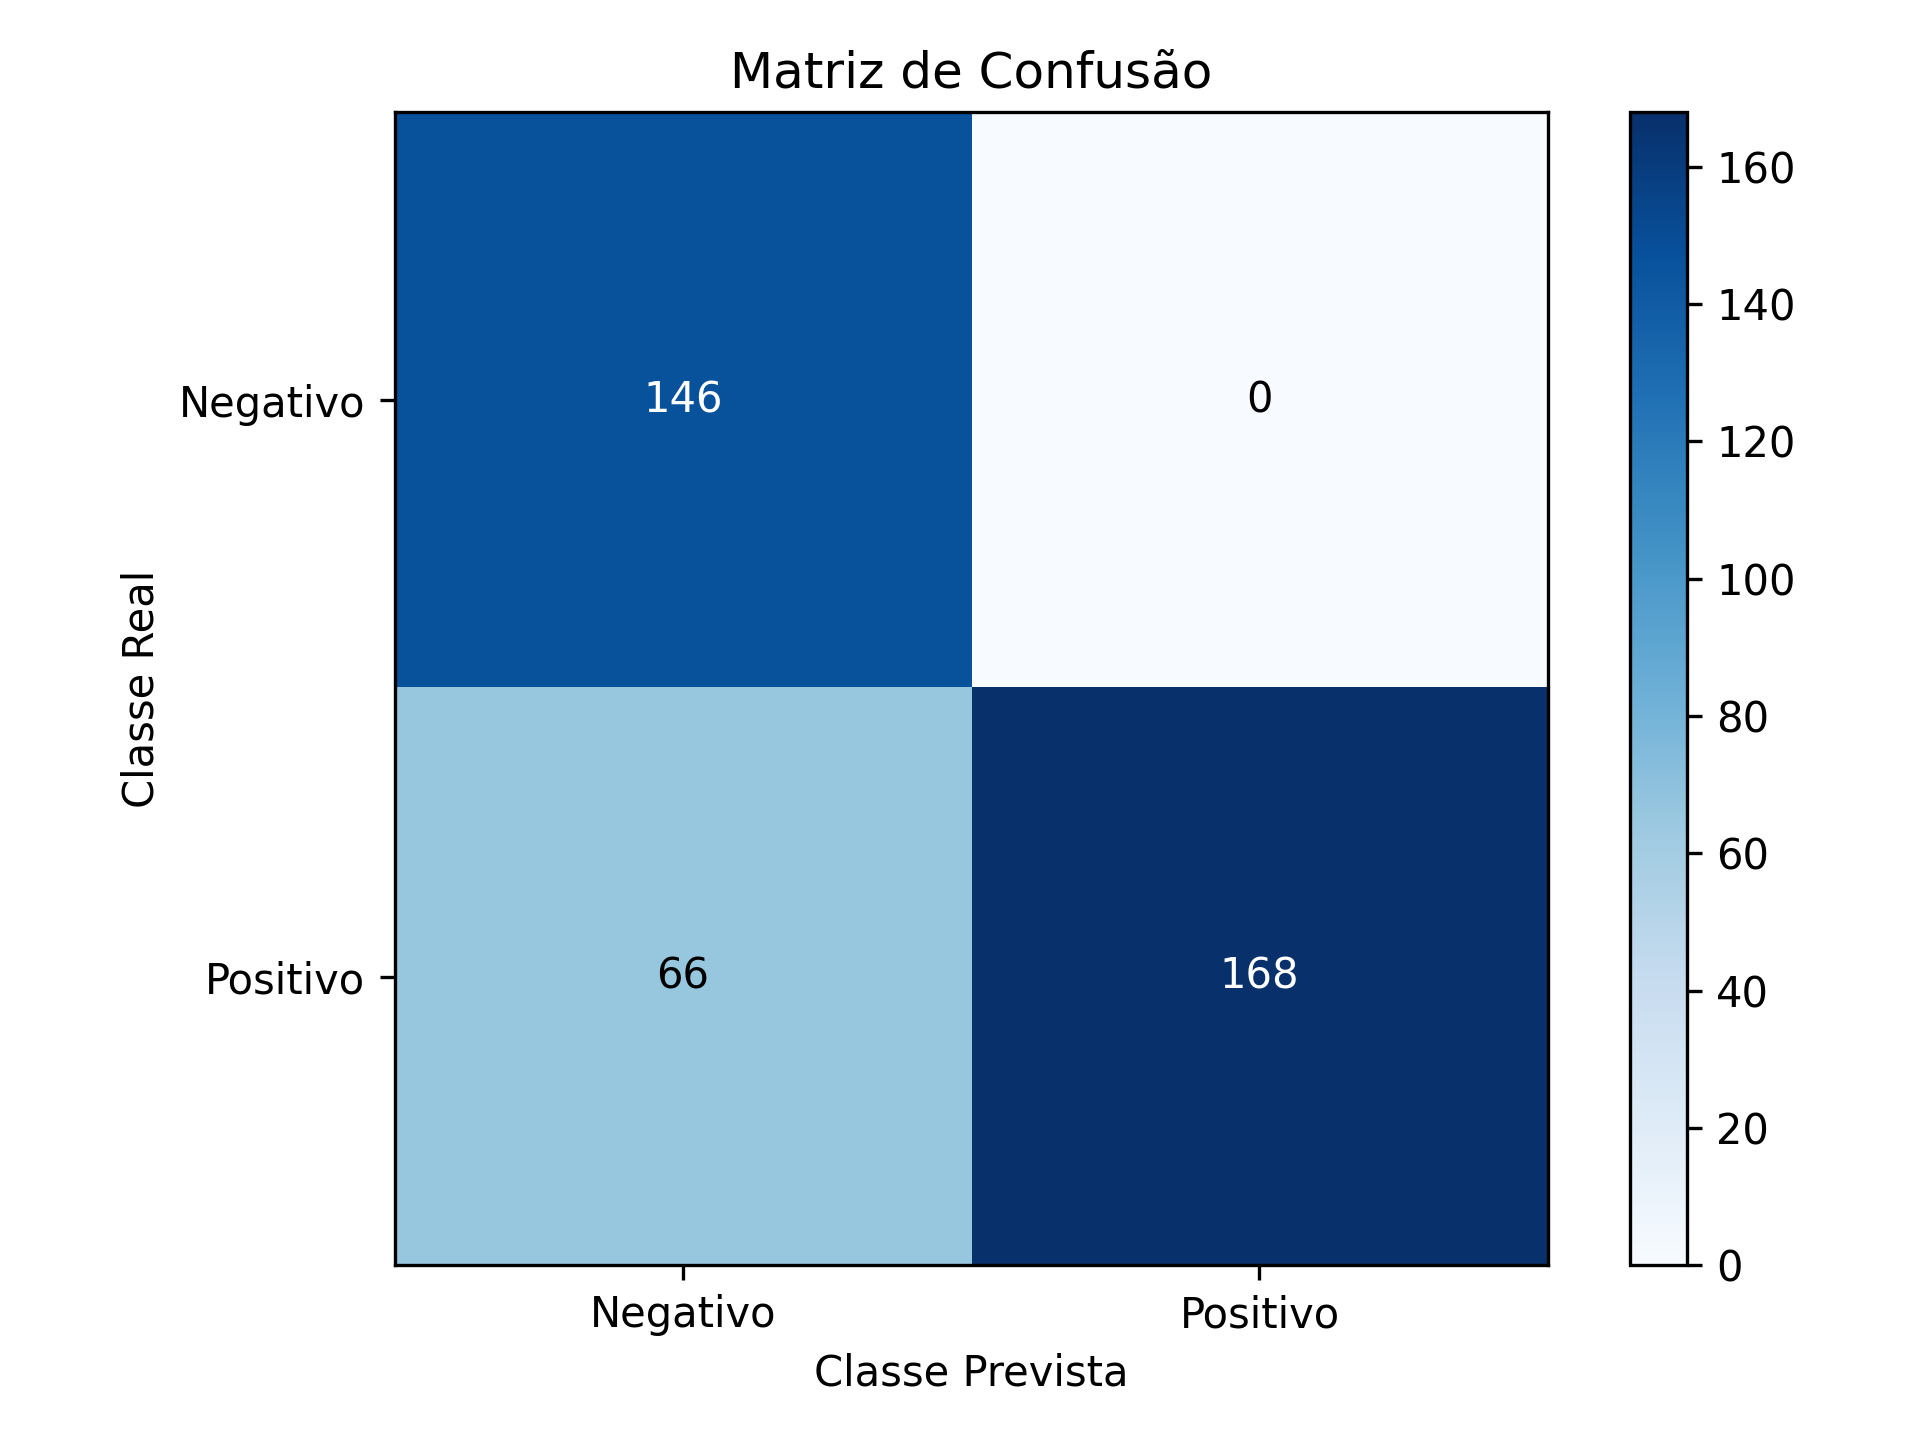 Matriz de Confusão
Negativo
Positivo
Classe Real
146
0
66
168
Negativo
Positivo
Classe Prevista
160
140
120
100
80
60
40
20
0